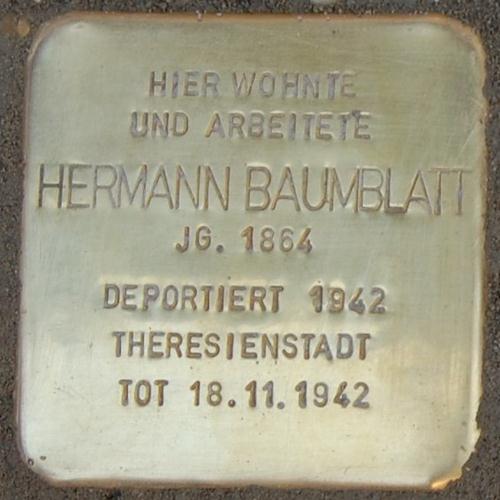 HIER WOHNTE
UND ARBEITETE
HERMANN BAUMBLATT
JG. 1864
DEPORTIERT 1942
THERESIENSTADT
TOT 18.11.1942